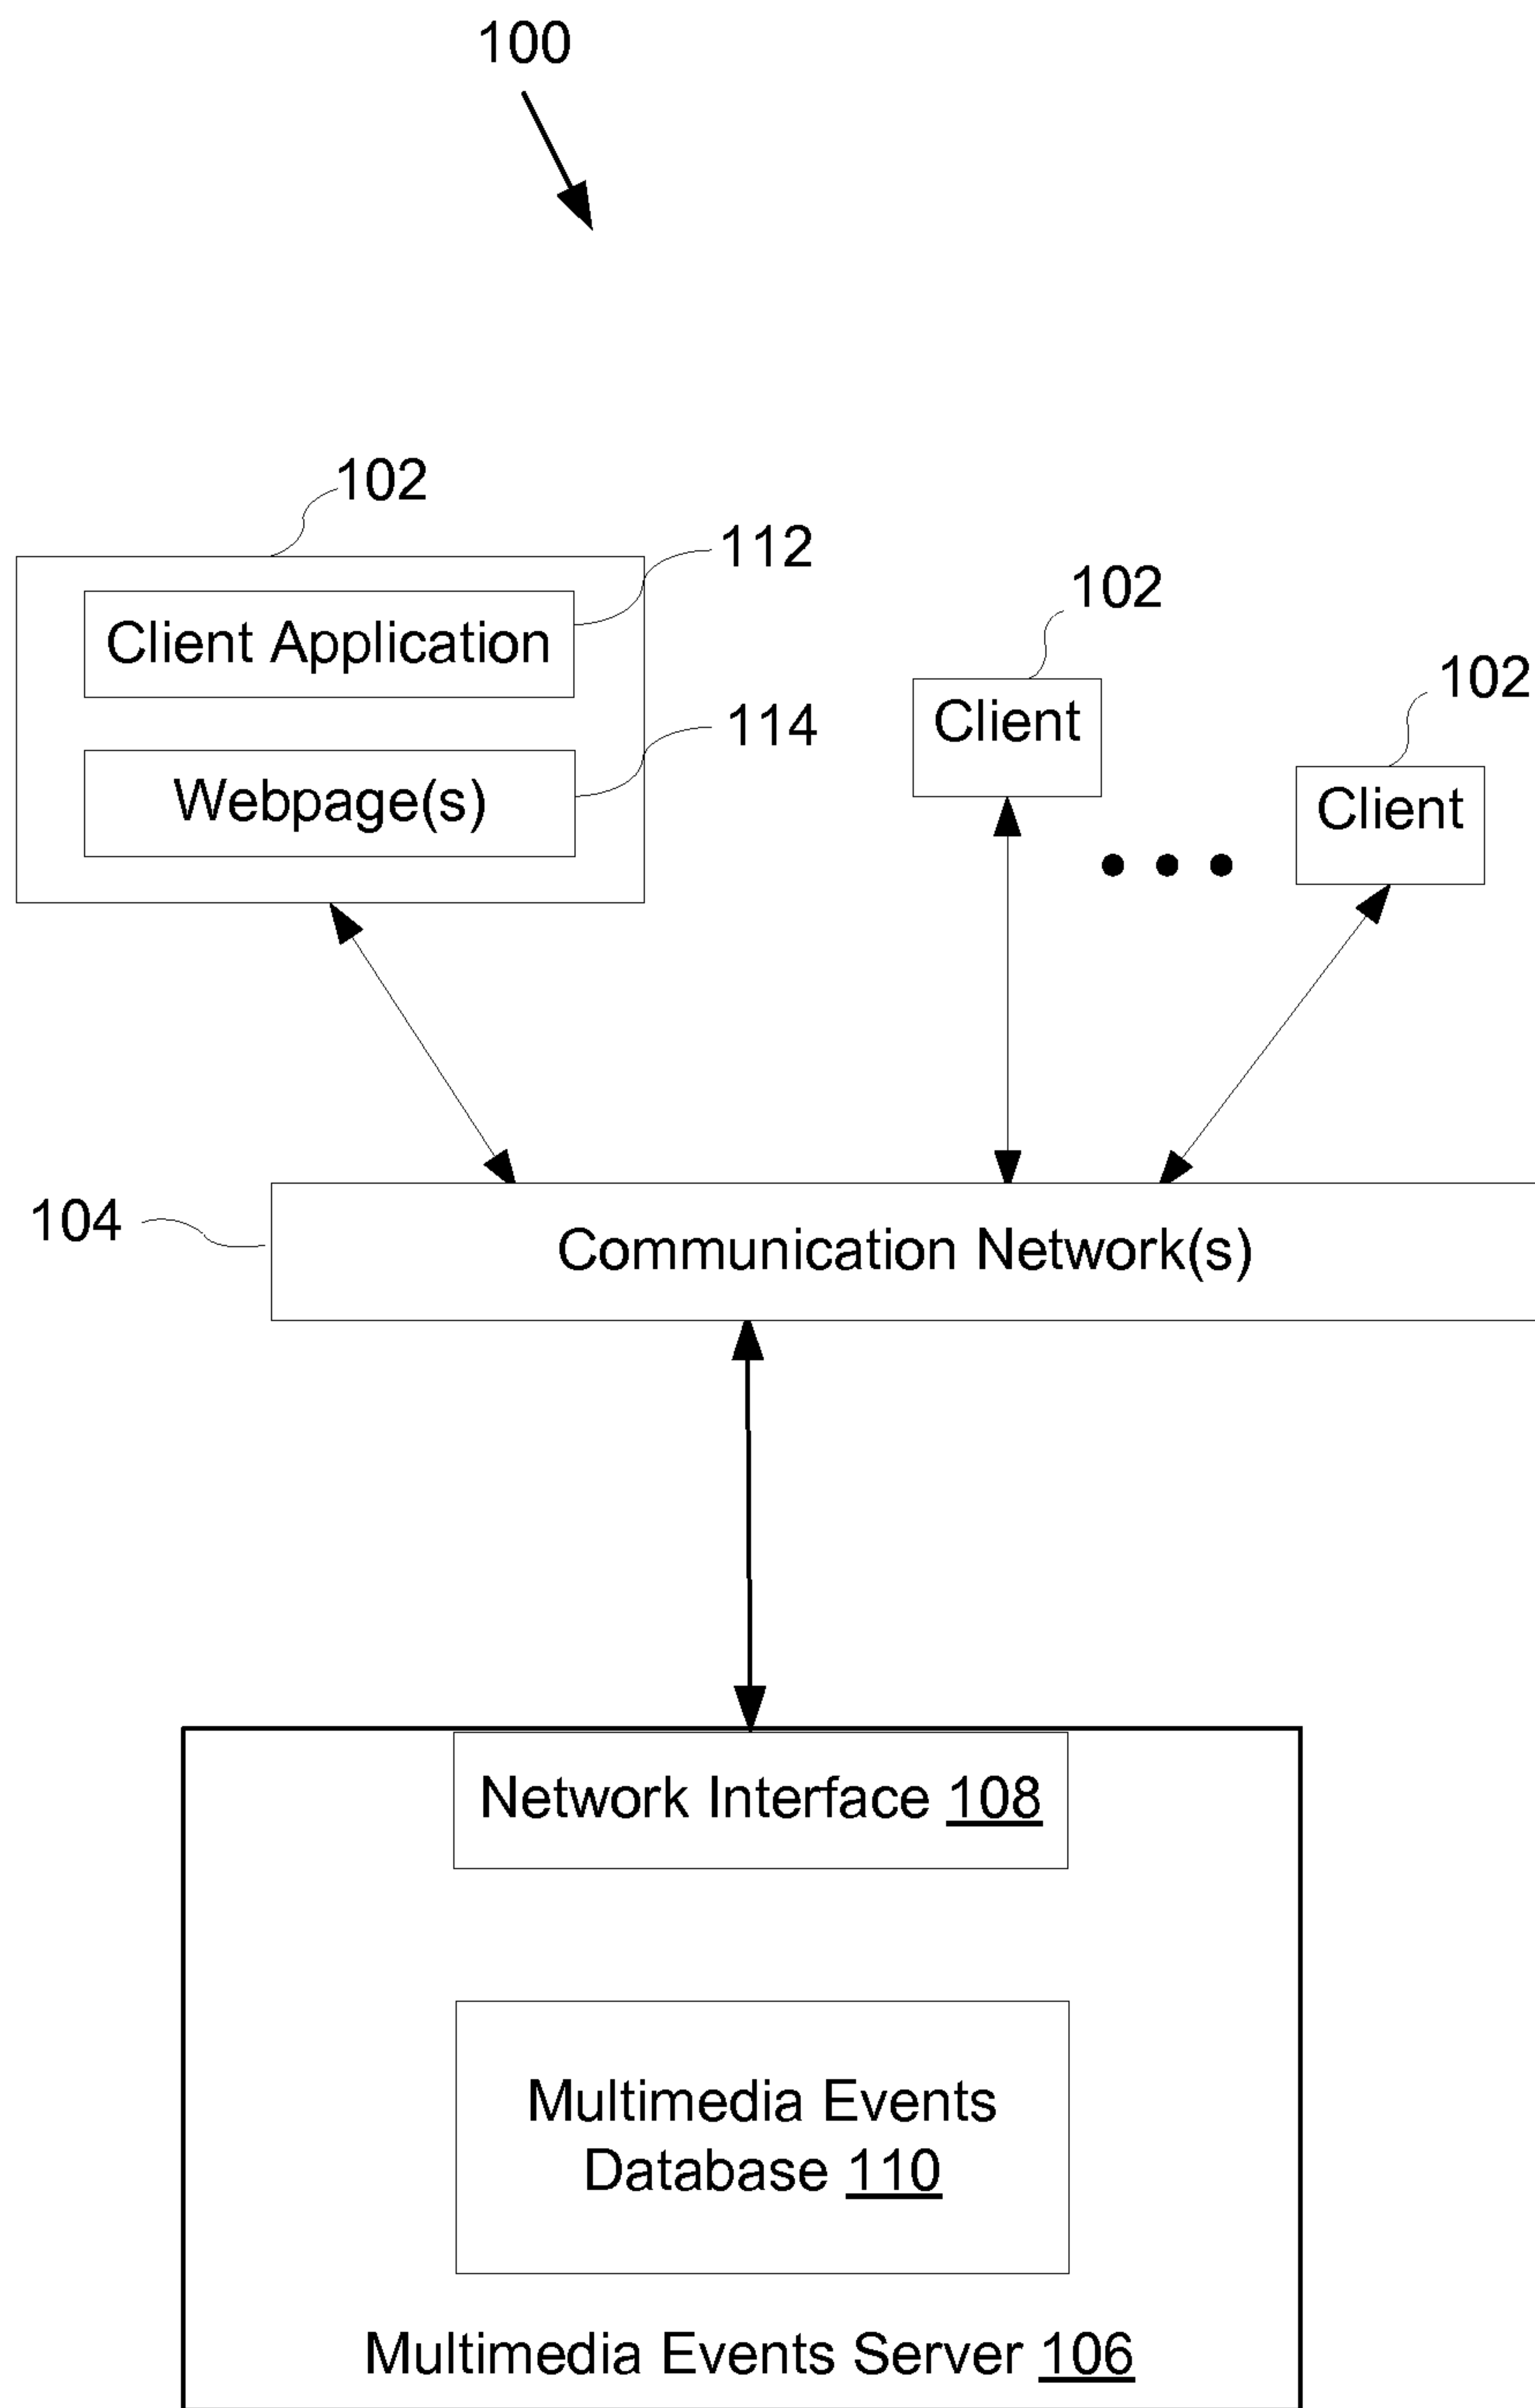 100
102
112
Client Application
102
114
Client
102
Webpage(s)
Client
104
Communication Network(s)
Network Interface 108
Multimedia Events
Database 110
Multimedia Events Server 106